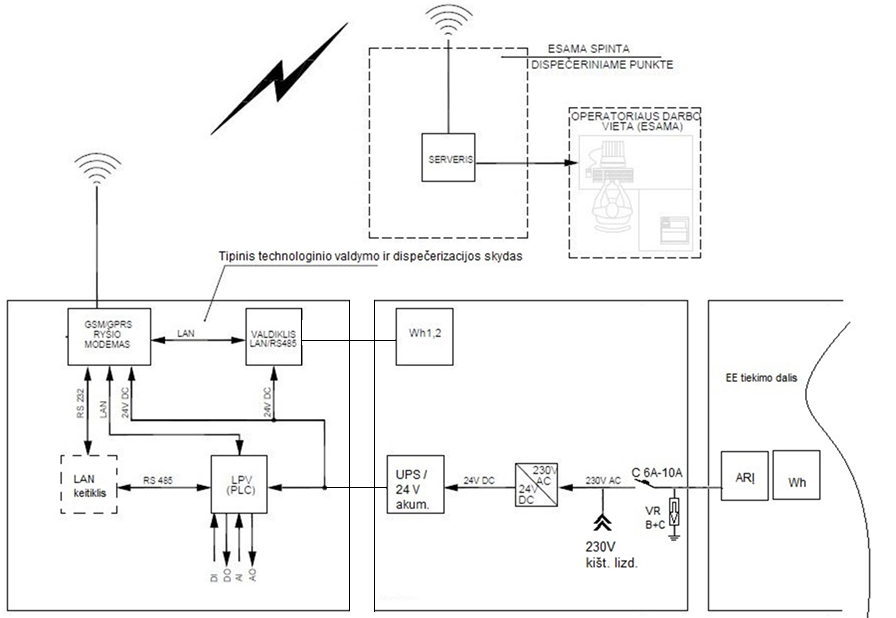 ESAMA SPINTA
DISPEČERINIAME PUNKTE
OPERATORIAUS DARBO
VIETA (ESAMA)
SERVERIS
Tipinis technologinio valdymo ir dispečerizacijos skydas
GSM/GPRS
RYŠIO
MODEMAS
LAN
VALDIKLIS
LAN/RS485
Wh1,2
EE tiekimo dalis
RS 232
LAN
24V DC
24V DC
LAN
keitiklis
RS 485
LPV
(PLC)
UPS /
24 V
akum.
24V DC
230V
AC
24V
DC
230V AC
C 6A-10A
VR
B+C
ARĮ
Wh
230V
kišt. lizd.
DI
DO
AI
AO